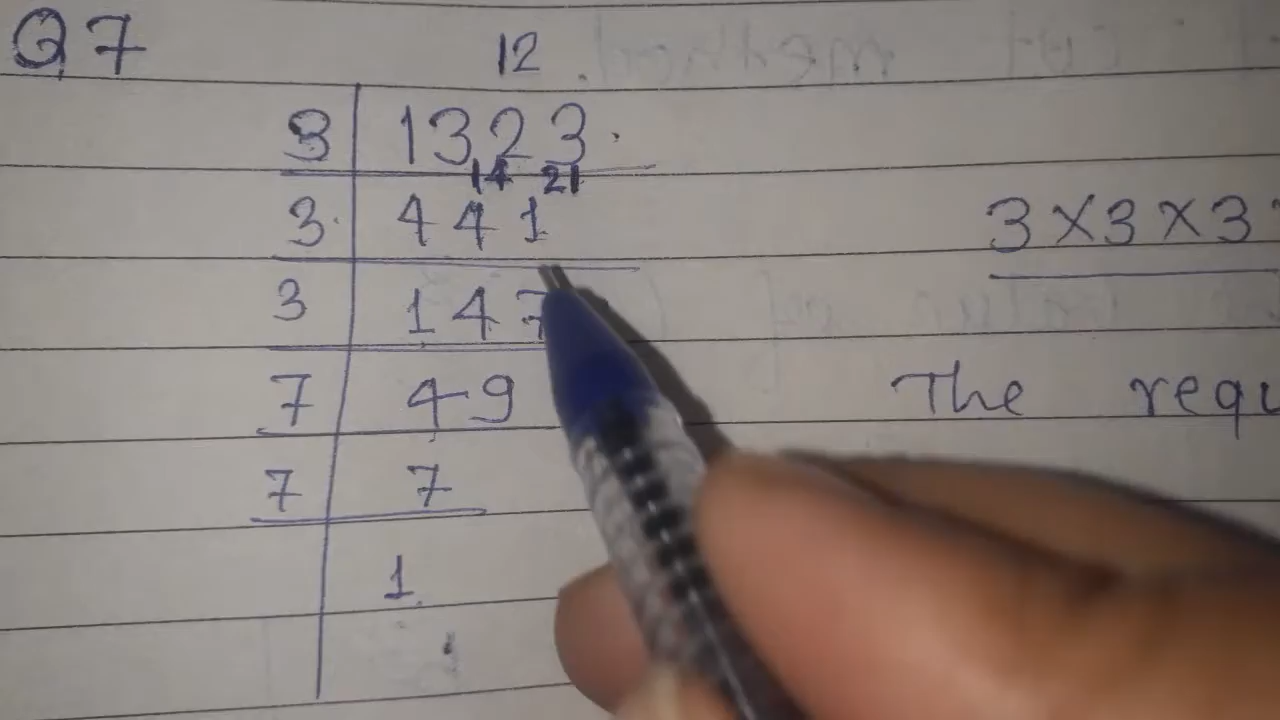 Q7
12
3 | 1323.
14 21
3. | 441
3 | 147
7 | 49
7 | 7
1
3×3×3
The